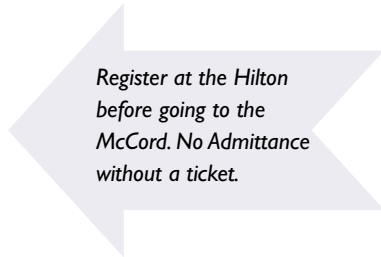 Register at the Hilton
before going to the
McCord. No Admittance
without a ticket.